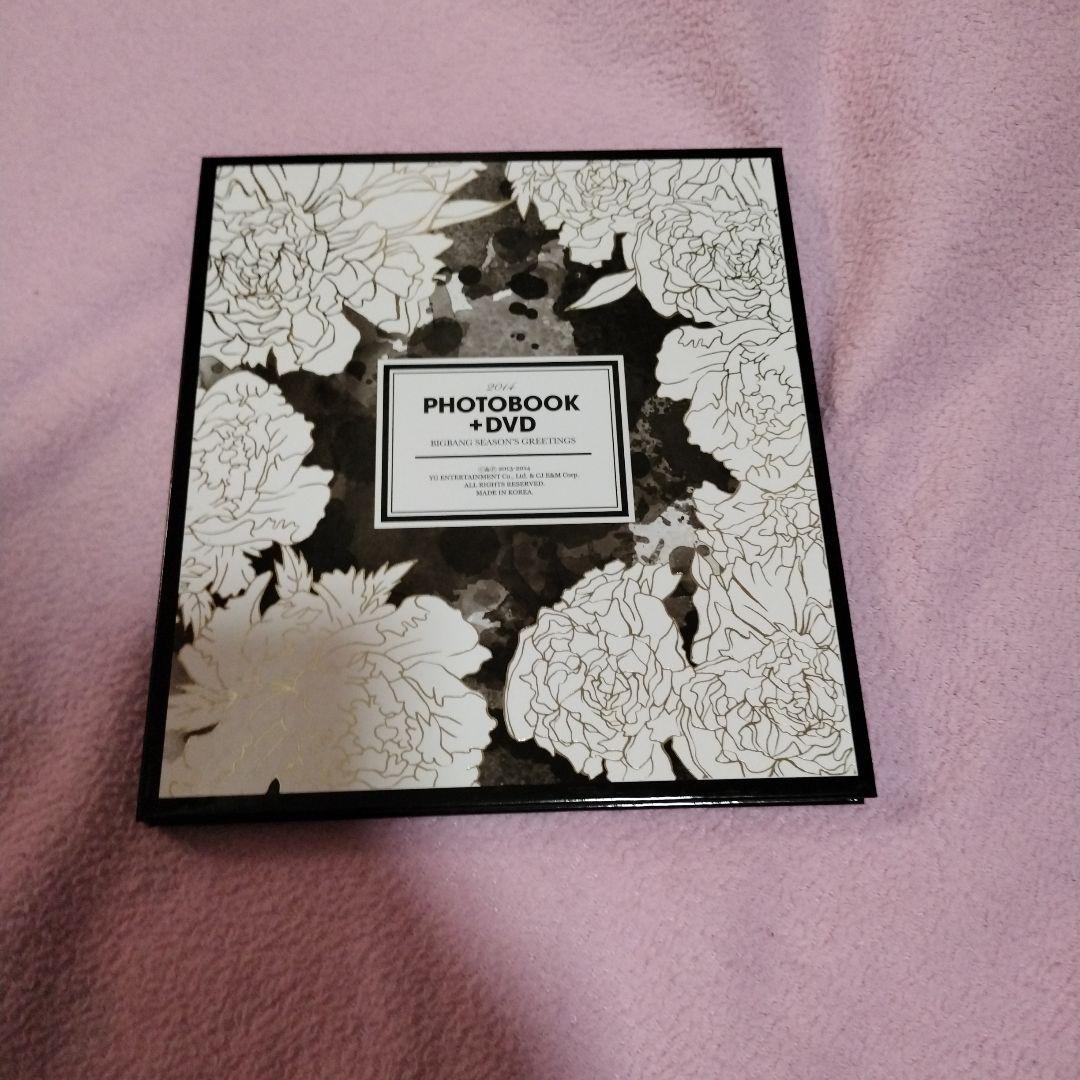 2014
PHOTOBOOK
+DVD
BIGBANG SEASON'S GREETINGS
Ⓒ&Ⓟ 2013-2014
YG ENTERTAINMENT Co., Ltd. & CJ E&M Corp.
ALL RIGHTS RESERVED.
MADE IN KOREA